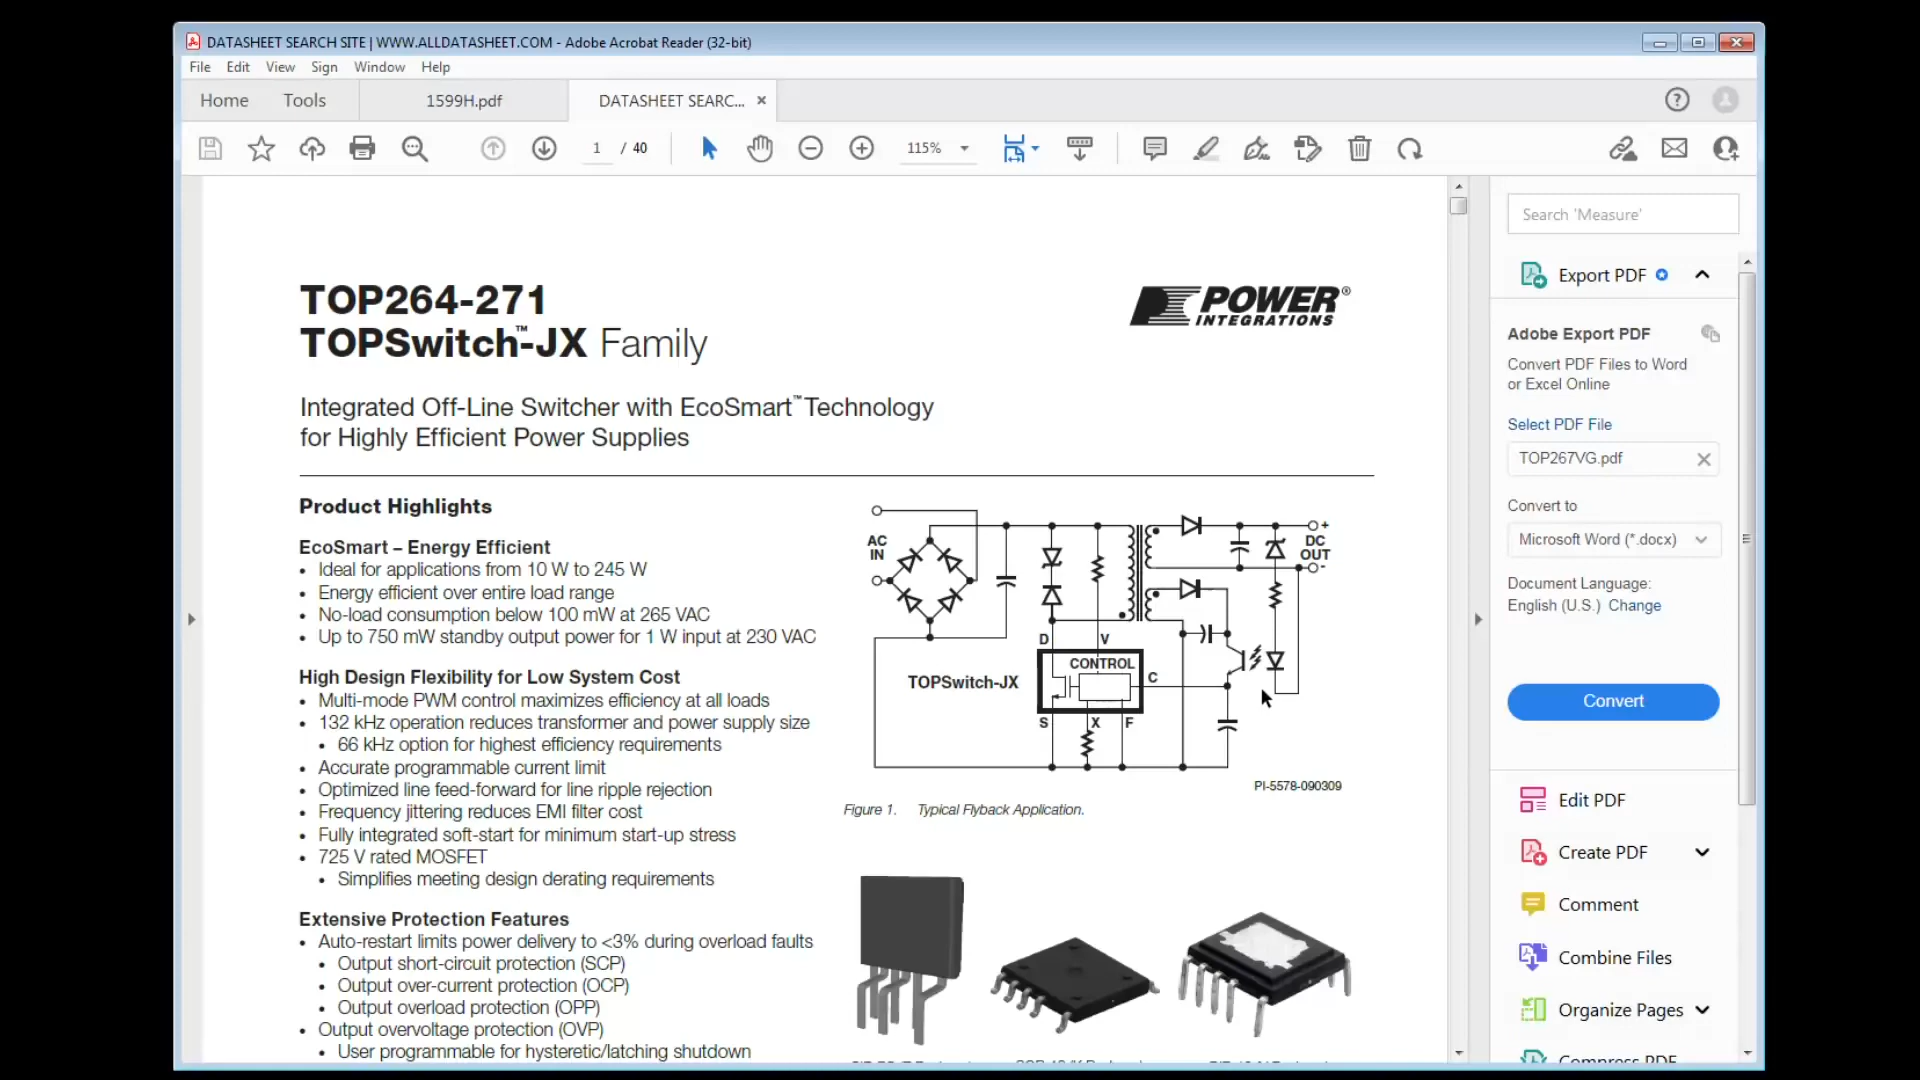 DATASHEET SEARCH SITE | WWW.ALLDATASHEET.COM - Adobe Acrobat Reader (32-bit)
File Edit View Sign Window Help
Home Tools 1599H.pdf DATASHEET SEARC... ×
1 / 40 115%
TOP264-271
TOPSwitch™-JX Family
POWER®
INTEGRATIONS
Integrated Off-Line Switcher with EcoSmart™ Technology
for Highly Efficient Power Supplies
Product Highlights
EcoSmart – Energy Efficient
• Ideal for applications from 10 W to 245 W
• Energy efficient over entire load range
• No-load consumption below 100 mW at 265 VAC
• Up to 750 mW standby output power for 1 W input at 230 VAC
High Design Flexibility for Low System Cost
• Multi-mode PWM control maximizes efficiency at all loads
• 132 kHz operation reduces transformer and power supply size
• 66 kHz option for highest efficiency requirements
• Accurate programmable current limit
• Optimized line feed-forward for line ripple rejection
• Frequency jittering reduces EMI filter cost
• Fully integrated soft-start for minimum start-up stress
• 725 V rated MOSFET
• Simplifies meeting design derating requirements
Extensive Protection Features
• Auto-restart limits power delivery to <3% during overload faults
• Output short-circuit protection (SCP)
• Output over-current protection (OCP)
• Output overload protection (OPP)
• Output overvoltage protection (OVP)
• User programmable for hysteretic/latching shutdown
AC
IN
+
DC
OUT
-
D V
CONTROL
TOPSwitch-JX
C
S X F
PI-5578-090309
Figure 1. Typical Flyback Application.
Search 'Measure'
Export PDF
Adobe Export PDF
Convert PDF Files to Word
or Excel Online
Select PDF File
TOP267VG.pdf
Convert to
Microsoft Word (*.docx)
Document Language:
English (U.S.) Change
Convert
Edit PDF
Create PDF
Comment
Combine Files
Organize Pages
Compress PDF